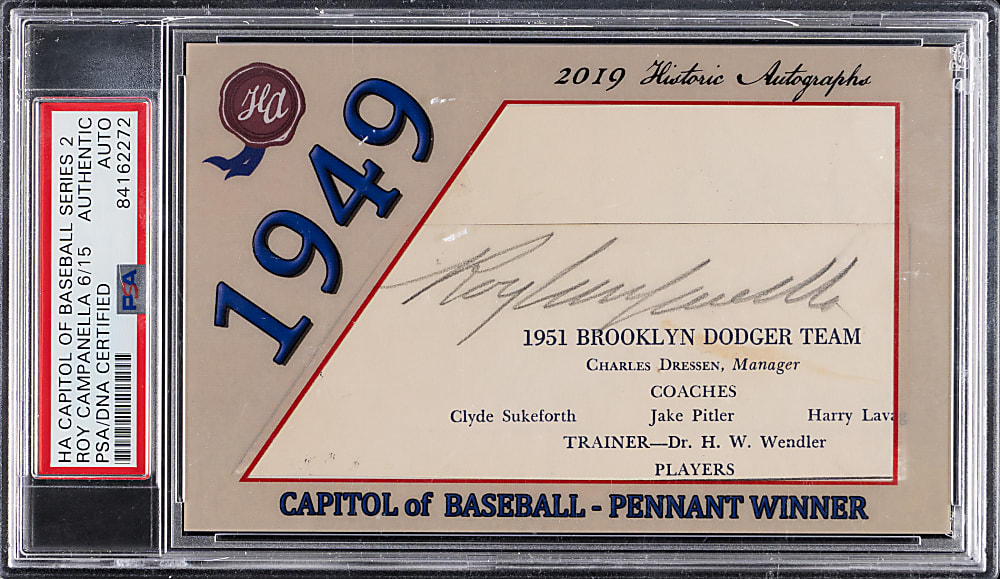 HA CAPITOL OF BASEBALL SERIES 2
ROY CAMPANELLA 6/15 AUTHENTIC
PSA/DNA CERTIFIED AUTO
84162272
PSA
HA
1949
2019 Historic Autographs
Roy Campanella
1951 BROOKLYN DODGER TEAM
CHARLES DRESSEN, Manager
COACHES
Clyde Sukeforth Jake Pitler Harry Lavag
TRAINER—Dr. H. W. Wendler
PLAYERS
CAPITOL of BASEBALL - PENNANT WINNER